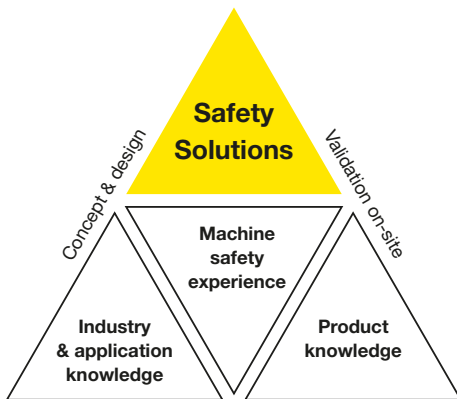 Safety
Solutions
Concept & design
Validation on-site
Machine
safety
experience
Industry
& application
knowledge
Product
knowledge